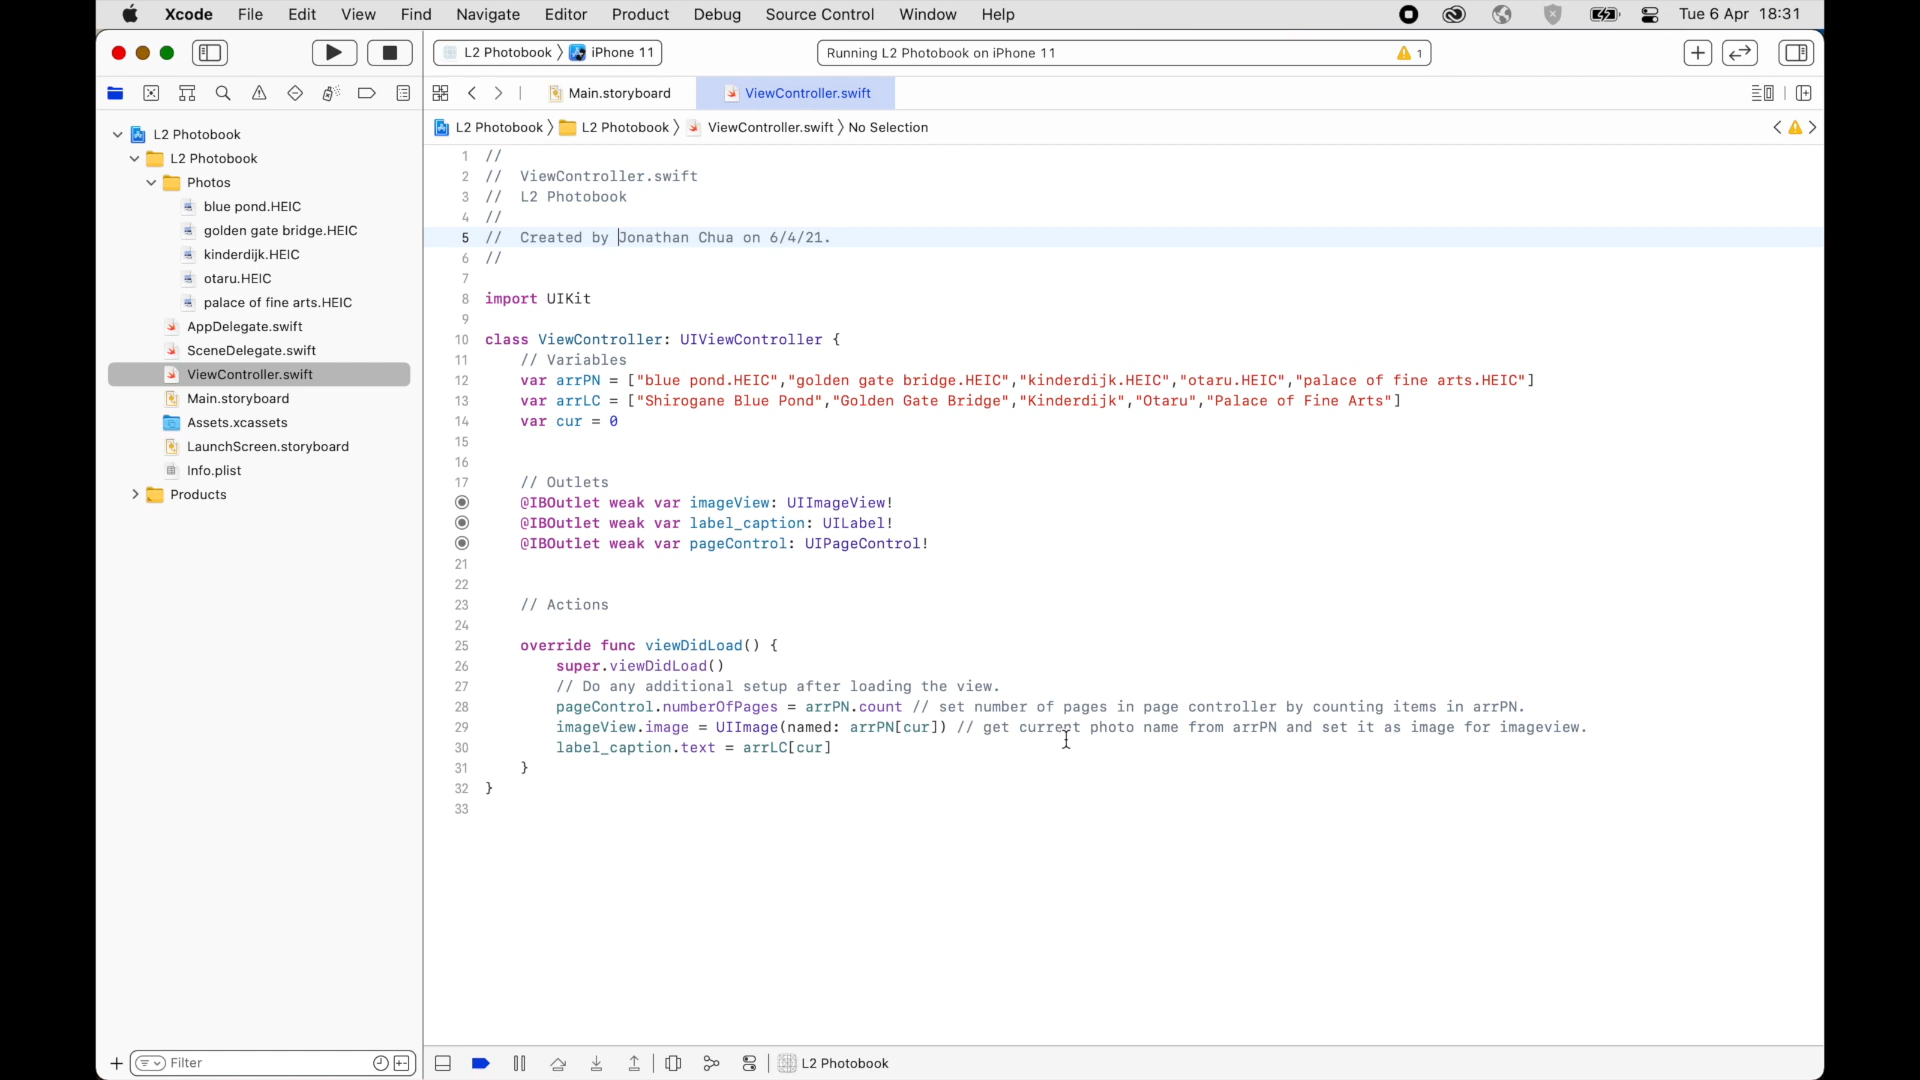 Xcode File Edit View Find Navigate Editor Product Debug Source Control Window Help Tue 6 Apr 18:31
L2 Photobook iPhone 11 Running L2 Photobook on iPhone 11 1
Main.storyboard ViewController.swift
L2 Photobook L2 Photobook ViewController.swift No Selection
L2 Photobook
L2 Photobook
Photos
blue pond.HEIC
golden gate bridge.HEIC
kinderdijk.HEIC
otaru.HEIC
palace of fine arts.HEIC
AppDelegate.swift
SceneDelegate.swift
ViewController.swift
Main.storyboard
Assets.xcassets
LaunchScreen.storyboard
Info.plist
Products
Filter
1 //
2 // ViewController.swift
3 // L2 Photobook
4 //
5 // Created by Jonathan Chua on 6/4/21.
6 //
7
8 import UIKit
9
10 class ViewController: UIViewController {
11 // Variables
12 var arrPN = ["blue pond.HEIC","golden gate bridge.HEIC","kinderdijk.HEIC","otaru.HEIC","palace of fine arts.HEIC"]
13 var arrLC = ["Shirogane Blue Pond","Golden Gate Bridge","Kinderdijk","Otaru","Palace of Fine Arts"]
14 var cur = 0
15
16
17 // Outlets
@IBOutlet weak var imageView: UIImageView!
@IBOutlet weak var label_caption: UILabel!
@IBOutlet weak var pageControl: UIPageControl!
21
22
23 // Actions
24
25 override func viewDidLoad() {
26 super.viewDidLoad()
27 // Do any additional setup after loading the view.
28 pageControl.numberOfPages = arrPN.count // set number of pages in page controller by counting items in arrPN.
29 imageView.image = UIImage(named: arrPN[cur]) // get current photo name from arrPN and set it as image for imageview.
30 label_caption.text = arrLC[cur]
31 }
32 }
33
L2 Photobook